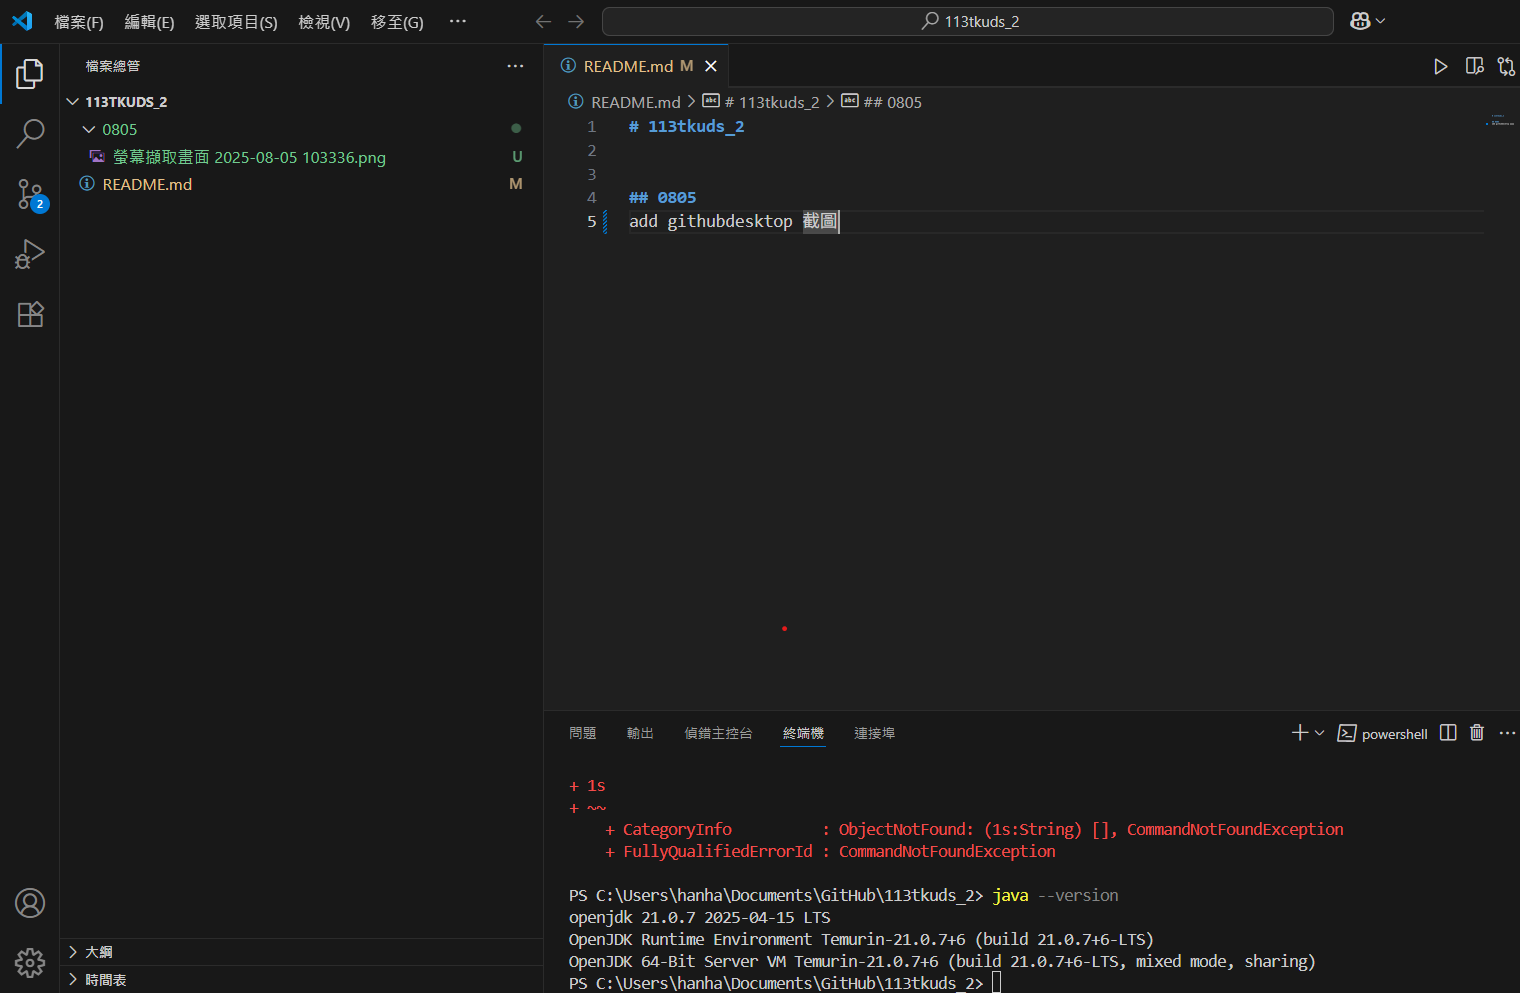 檔案(F) 編輯(E) 選取項目(S) 檢視(V) 移至(G) ··· 113tkuds_2
檔案總管 ···
113TKUDS_2
0805
螢幕擷取畫面 2025-08-05 103336.png U
README.md M
2
README.md M
README.md > # 113tkuds_2 > ## 0805
1 # 113tkuds_2
2
3
4 ## 0805
5 add githubdesktop 截圖
問題 輸出 偵錯主控台 終端機 連接埠 powershell ···
+ 1s
+ ~~
+ CategoryInfo : ObjectNotFound: (1s:String) [], CommandNotFoundException
+ FullyQualifiedErrorId : CommandNotFoundException
PS C:\Users\hanha\Documents\GitHub\113tkuds_2> java --version
openjdk 21.0.7 2025-04-15 LTS
OpenJDK Runtime Environment Temurin-21.0.7+6 (build 21.0.7+6-LTS)
OpenJDK 64-Bit Server VM Temurin-21.0.7+6 (build 21.0.7+6-LTS, mixed mode, sharing)
PS C:\Users\hanha\Documents\GitHub\113tkuds_2>
大綱
時間表